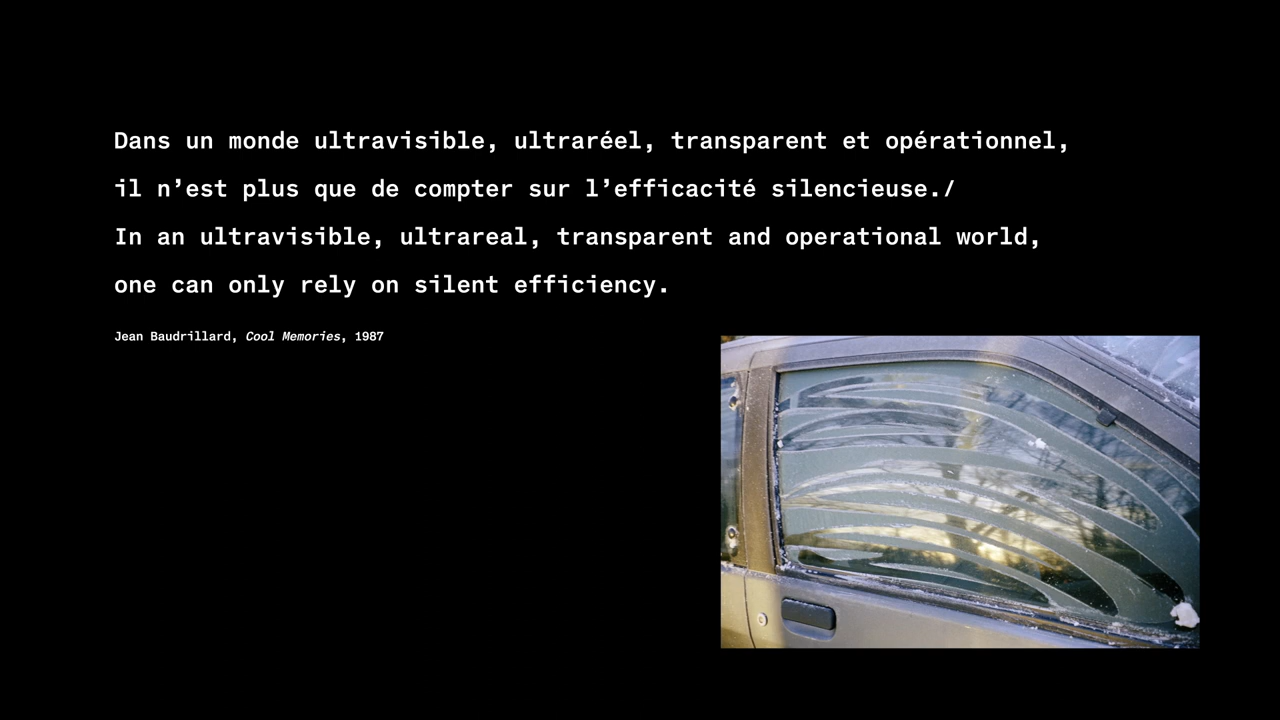 Dans un monde ultravisible, ultraréel, transparent et opérationnel,
il n’est plus que de compter sur l’efficacité silencieuse./
In an ultravisible, ultrareal, transparent and operational world,
one can only rely on silent efficiency.
Jean Baudrillard, Cool Memories, 1987